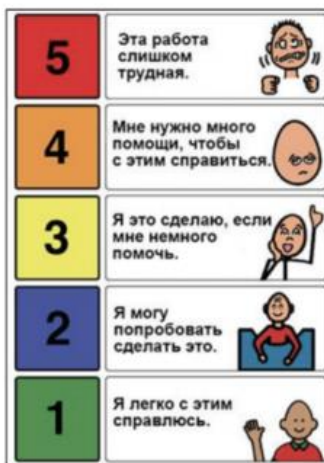 5
Эта работа
слишком
трудная.
4
Мне нужно много
помощи, чтобы
с этим справиться.
3
Я это сделаю, если
мне немного
помочь.
2
Я могу
попробовать
сделать это.
1
Я легко с этим
справлюсь.